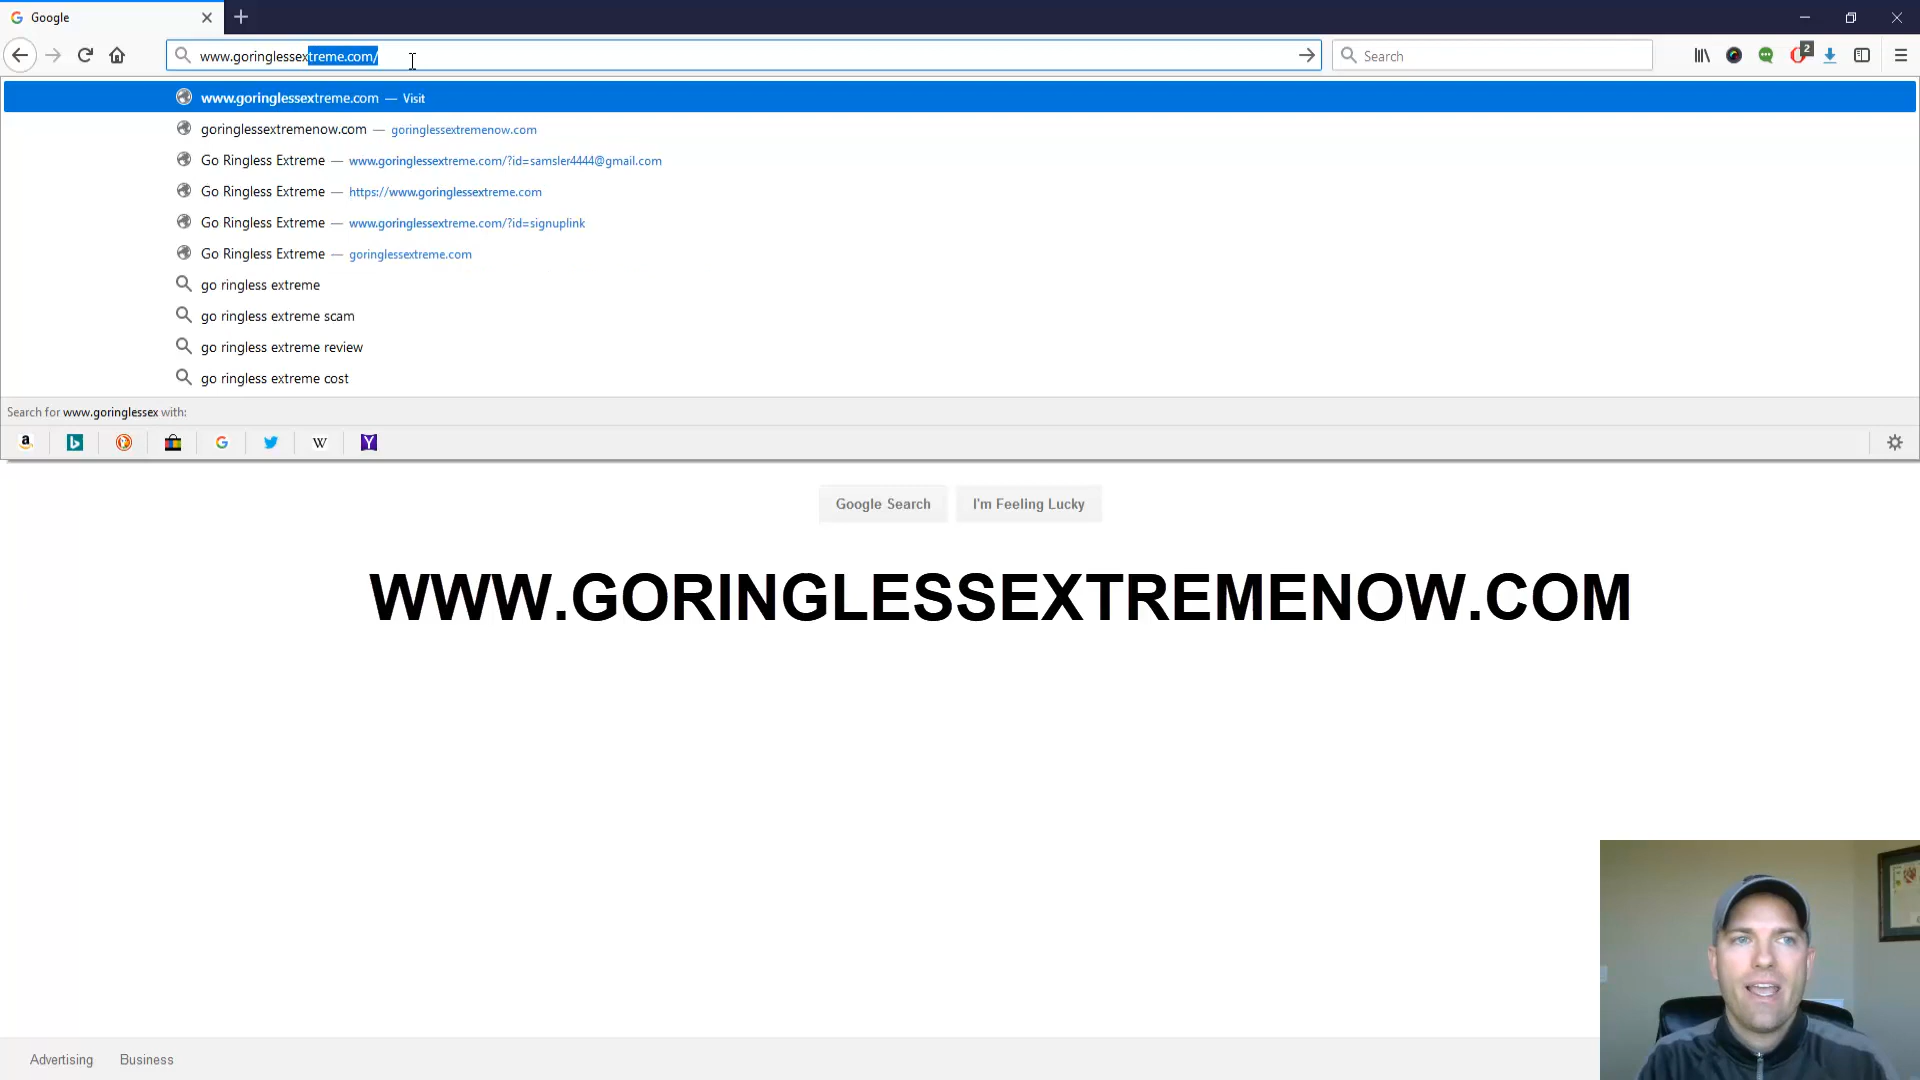 Google
www.goringlessextreme.com/
Search
2
www.goringlessextreme.com — Visit
goringlessextremenow.com — goringlessextremenow.com
Go Ringless Extreme — www.goringlessextreme.com/?id=samsler4444@gmail.com
Go Ringless Extreme — https://www.goringlessextreme.com
Go Ringless Extreme — www.goringlessextreme.com/?id=signuplink
Go Ringless Extreme — goringlessextreme.com
go ringless extreme
go ringless extreme scam
go ringless extreme review
go ringless extreme cost
Search for www.goringlessex with:
Google Search I'm Feeling Lucky
WWW.GORINGLESSEXTREMENOW.COM
Advertising Business